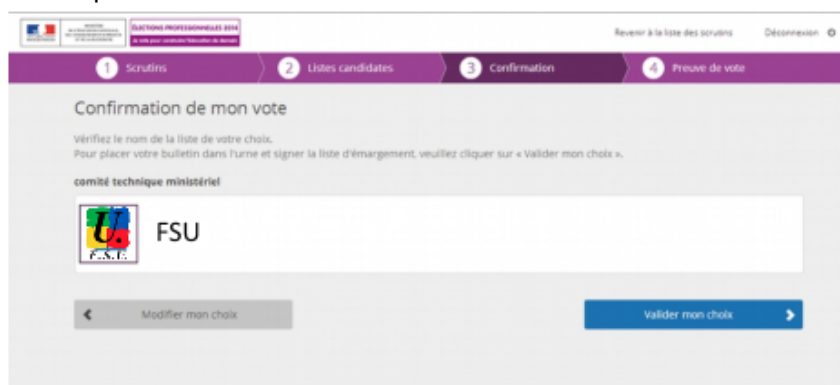 ÉLECTIONS PROFESSIONNELLES 2014
Revenir à la liste des scrutins
Déconnexion
1 Scrutins
2 Listes candidates
3 Confirmation
4 Preuve de vote
Confirmation de mon vote
Vérifiez le nom de la liste de votre choix.
Pour placer votre bulletin dans l'urne et signer la liste d'émargement, veuillez cliquer sur « Valider mon choix ».
comité technique ministériel
U.
F.S.U.
FSU
Modifier mon choix
Valider mon choix